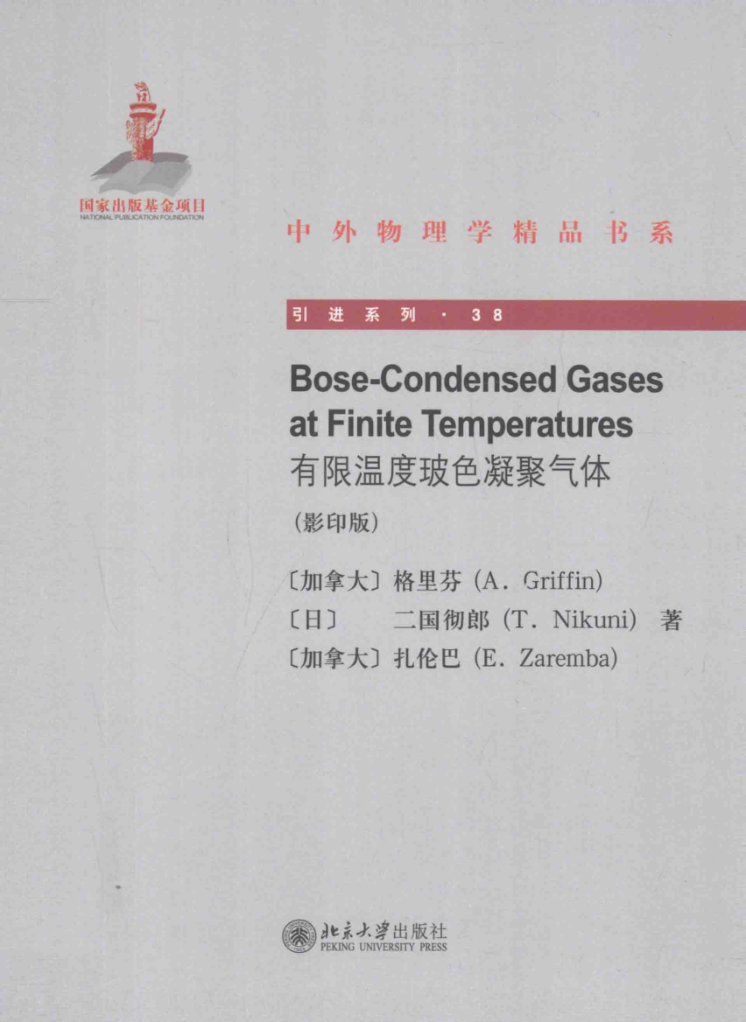 国家出版基金项目
NATIONAL PUBLICATION FOUNDATION
中外物理学精品书系
引进系列·38
Bose-Condensed Gases
at Finite Temperatures
有限温度玻色凝聚气体
(影印版)
〔加拿大〕格里芬 (A. Griffin)
〔日〕 二国彻郎 (T. Nikuni) 著
〔加拿大〕扎伦巴 (E. Zaremba)
北京大学出版社
PEKING UNIVERSITY PRESS